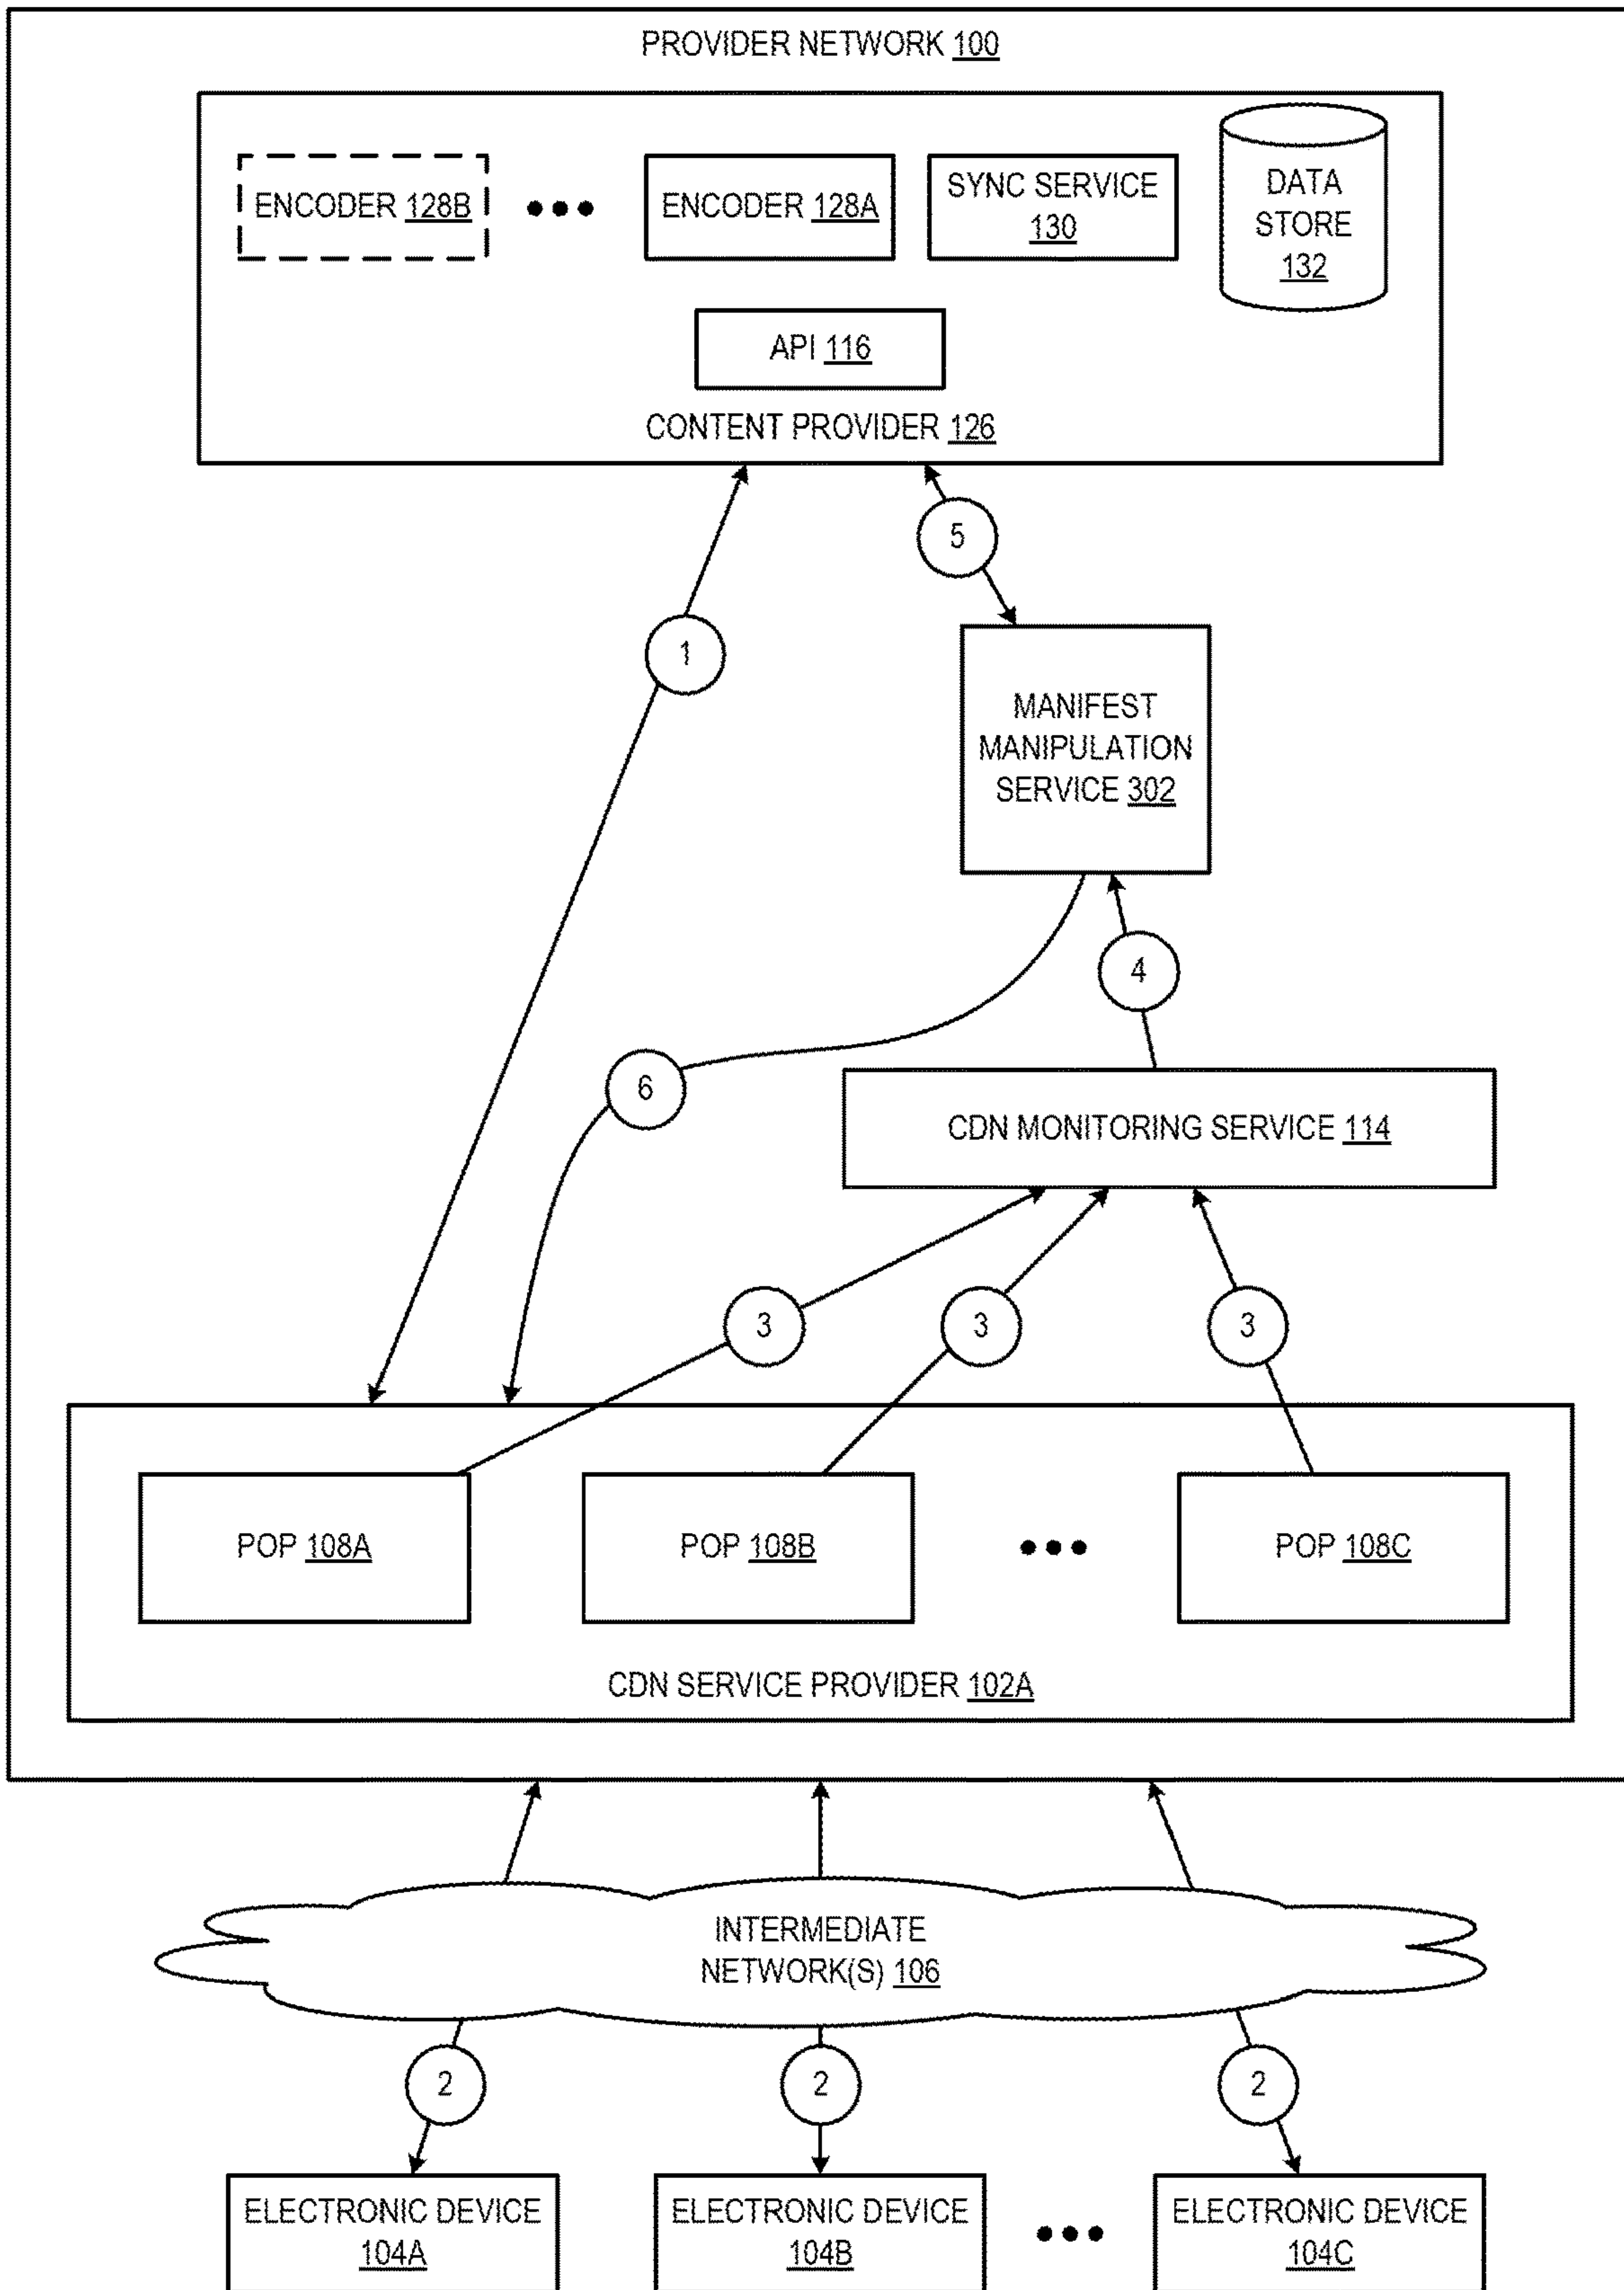 PROVIDER NETWORK 100
ENCODER 128B
ENCODER 128A
SYNC SERVICE
130
DATA
STORE
132
API 116
CONTENT PROVIDER 126
5
1
MANIFEST
MANIPULATION
SERVICE 302
4
6
CDN MONITORING SERVICE 114
3
3
3
POP 108A
POP 108B
POP 108C
CDN SERVICE PROVIDER 102A
INTERMEDIATE
NETWORK(S) 106
2
2
2
ELECTRONIC DEVICE
104A
ELECTRONIC DEVICE
104B
ELECTRONIC DEVICE
104C